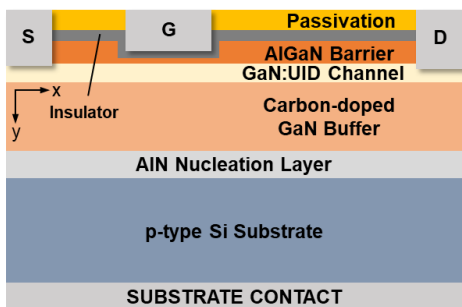 Passivation
S
G
D
AlGaN Barrier
GaN:UID Channel
x
Insulator
y
Carbon-doped
GaN Buffer
AlN Nucleation Layer
p-type Si Substrate
SUBSTRATE CONTACT